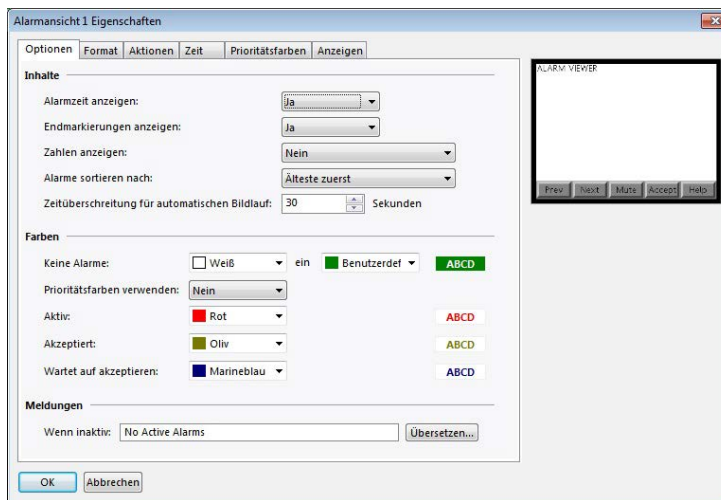 Alarmansicht 1 Eigenschaften
Optionen Format Aktionen Zeit Prioritätsfarben Anzeigen
Inhalte
Alarmzeit anzeigen: Ja
Endmarkierungen anzeigen: Ja
Zahlen anzeigen: Nein
Alarme sortieren nach: Älteste zuerst
Zeitüberschreitung für automatischen Bildlauf: 30 Sekunden
Farben
Keine Alarme: Weiß ein Benutzerdef ABCD
Prioritätsfarben verwenden: Nein
Aktiv: Rot ABCD
Akzeptiert: Oliv ABCD
Wartet auf akzeptieren: Marineblau ABCD
Meldungen
Wenn inaktiv: No Active Alarms Übersetzen...
OK Abbrechen
ALARM VIEWER
Prev Next Mute Accept Help